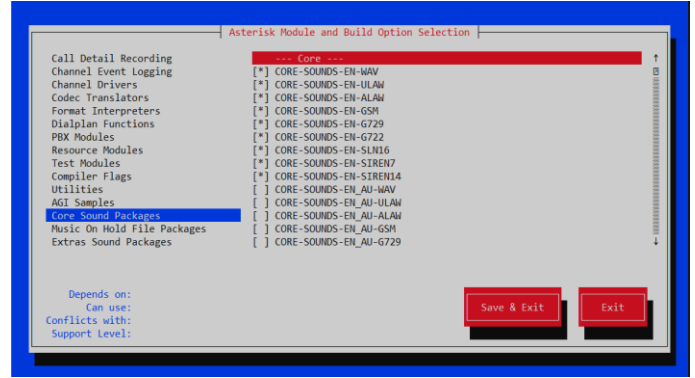 Asterisk Module and Build Option Selection
Call Detail Recording
Channel Event Logging
Channel Drivers
Codec Translators
Format Interpreters
Dialplan Functions
PBX Modules
Resource Modules
Test Modules
Compiler Flags
Utilities
AGI Samples
Core Sound Packages
Music On Hold File Packages
Extras Sound Packages
--- Core ---
[*] CORE-SOUNDS-EN-WAV
[*] CORE-SOUNDS-EN-ULAW
[*] CORE-SOUNDS-EN-ALAW
[*] CORE-SOUNDS-EN-GSM
[*] CORE-SOUNDS-EN-G729
[*] CORE-SOUNDS-EN-G722
[*] CORE-SOUNDS-EN-SLN16
[*] CORE-SOUNDS-EN-SIREN7
[*] CORE-SOUNDS-EN-SIREN14
[ ] CORE-SOUNDS-EN_AU-WAV
[ ] CORE-SOUNDS-EN_AU-ULAW
[ ] CORE-SOUNDS-EN_AU-ALAW
[ ] CORE-SOUNDS-EN_AU-GSM
[ ] CORE-SOUNDS-EN_AU-G729
Depends on:
Can use:
Conflicts with:
Support Level:
Save & Exit
Exit